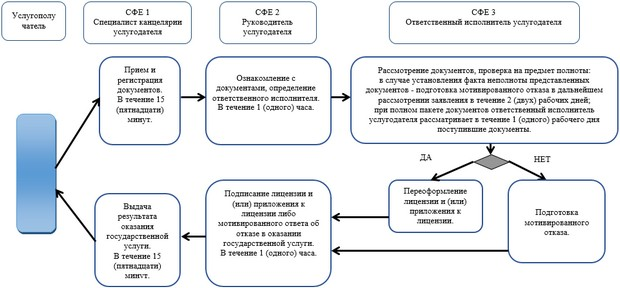 Услугополу
чатель
СФЕ 1
Специалист канцелярии
услугодателя
СФЕ 2
Руководитель
услугодателя
СФЕ 3
Ответственный исполнитель услугодателя
Прием и
регистрация
документов.
В течение 15
(пятнадцати)
минут.
Ознакомление с
документами, определение
ответственного исполнителя.
В течение 1 (одного) часа.
Рассмотрение документов, проверка на предмет полноты:
в случае установления факта неполноты представленных
документов - подготовка мотивированного отказа в дальнейшем
рассмотрении заявления в течение 2 (двух) рабочих дней;
при полном пакете документов ответственный исполнитель
услугодателя рассматривает в течение 1 (одного) рабочего дня
поступившие документы.
ДА
НЕТ
Выдача
результата
оказания
государственной
услуги.
В течение 15
(пятнадцати)
минут.
Подписание лицензии и
(или) приложения к
лицензии либо
мотивированного ответа об
отказе в оказании
государственной услуги.
В течение 1 (одного) часа.
Переоформление
лицензии и (или)
приложения к
лицензии.
Подготовка
мотивированного
отказа.